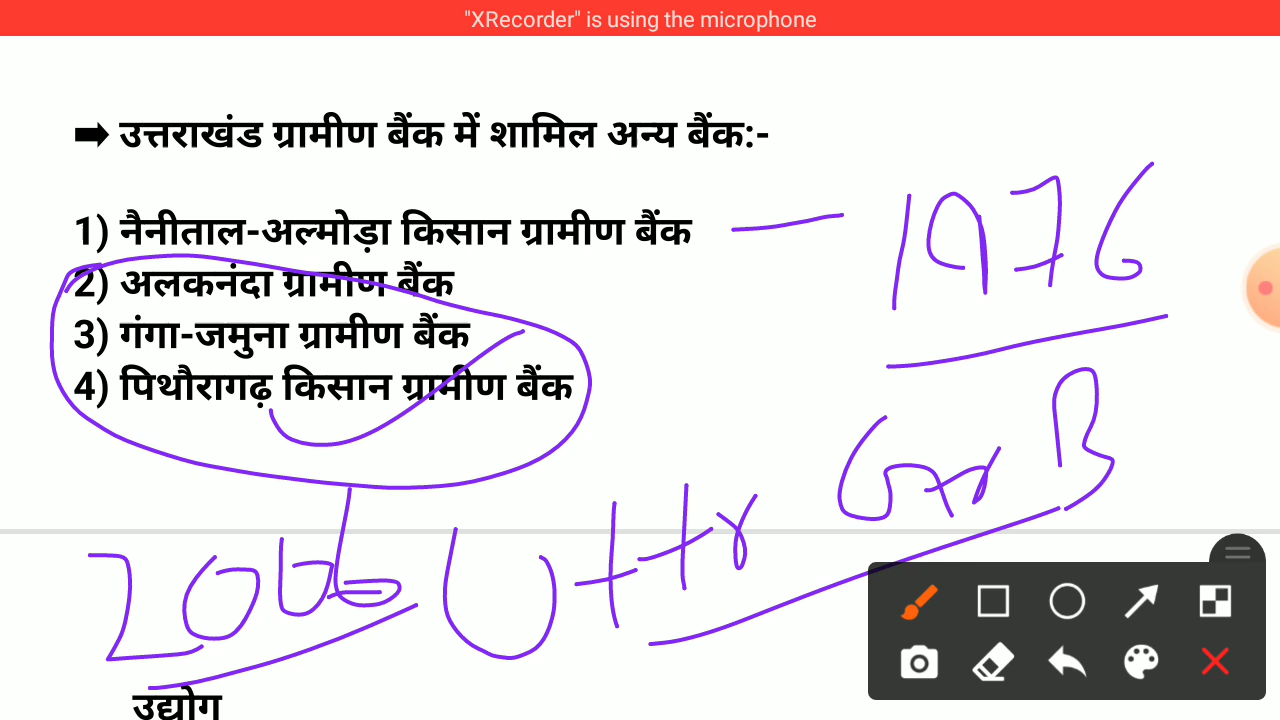 "XRecorder" is using the microphone
➡ उत्तराखंड ग्रामीण बैंक में शामिल अन्य बैंक:-
1) नैनीताल-अल्मोड़ा किसान ग्रामीण बैंक — 1976
2) अलकनंदा ग्रामीण बैंक
3) गंगा-जमुना ग्रामीण बैंक
4) पिथौरागढ़ किसान ग्रामीण बैंक
2006 Uttr GrB
उद्योग